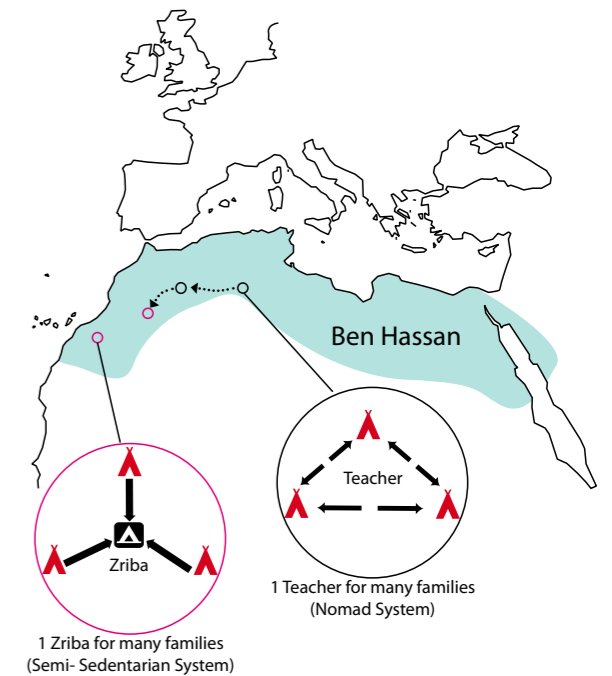 Ben Hassan
Teacher
Zriba
1 Teacher for many families
(Nomad System)
1 Zriba for many families
(Semi- Sedentarian System)